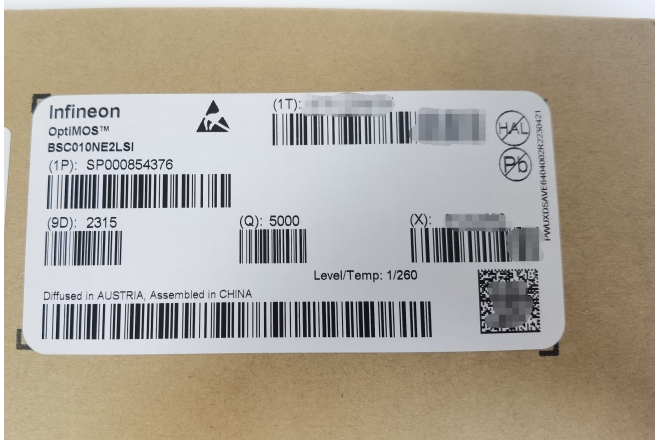 Infineon
OptiMOS™
BSC010NE2LSI
(1P): SP000854376
(1T):
HAL
Pb
(9D): 2315
(Q): 5000
(X):
Level/Temp: 1/260
Diffused in AUSTRIA, Assembled in CHINA